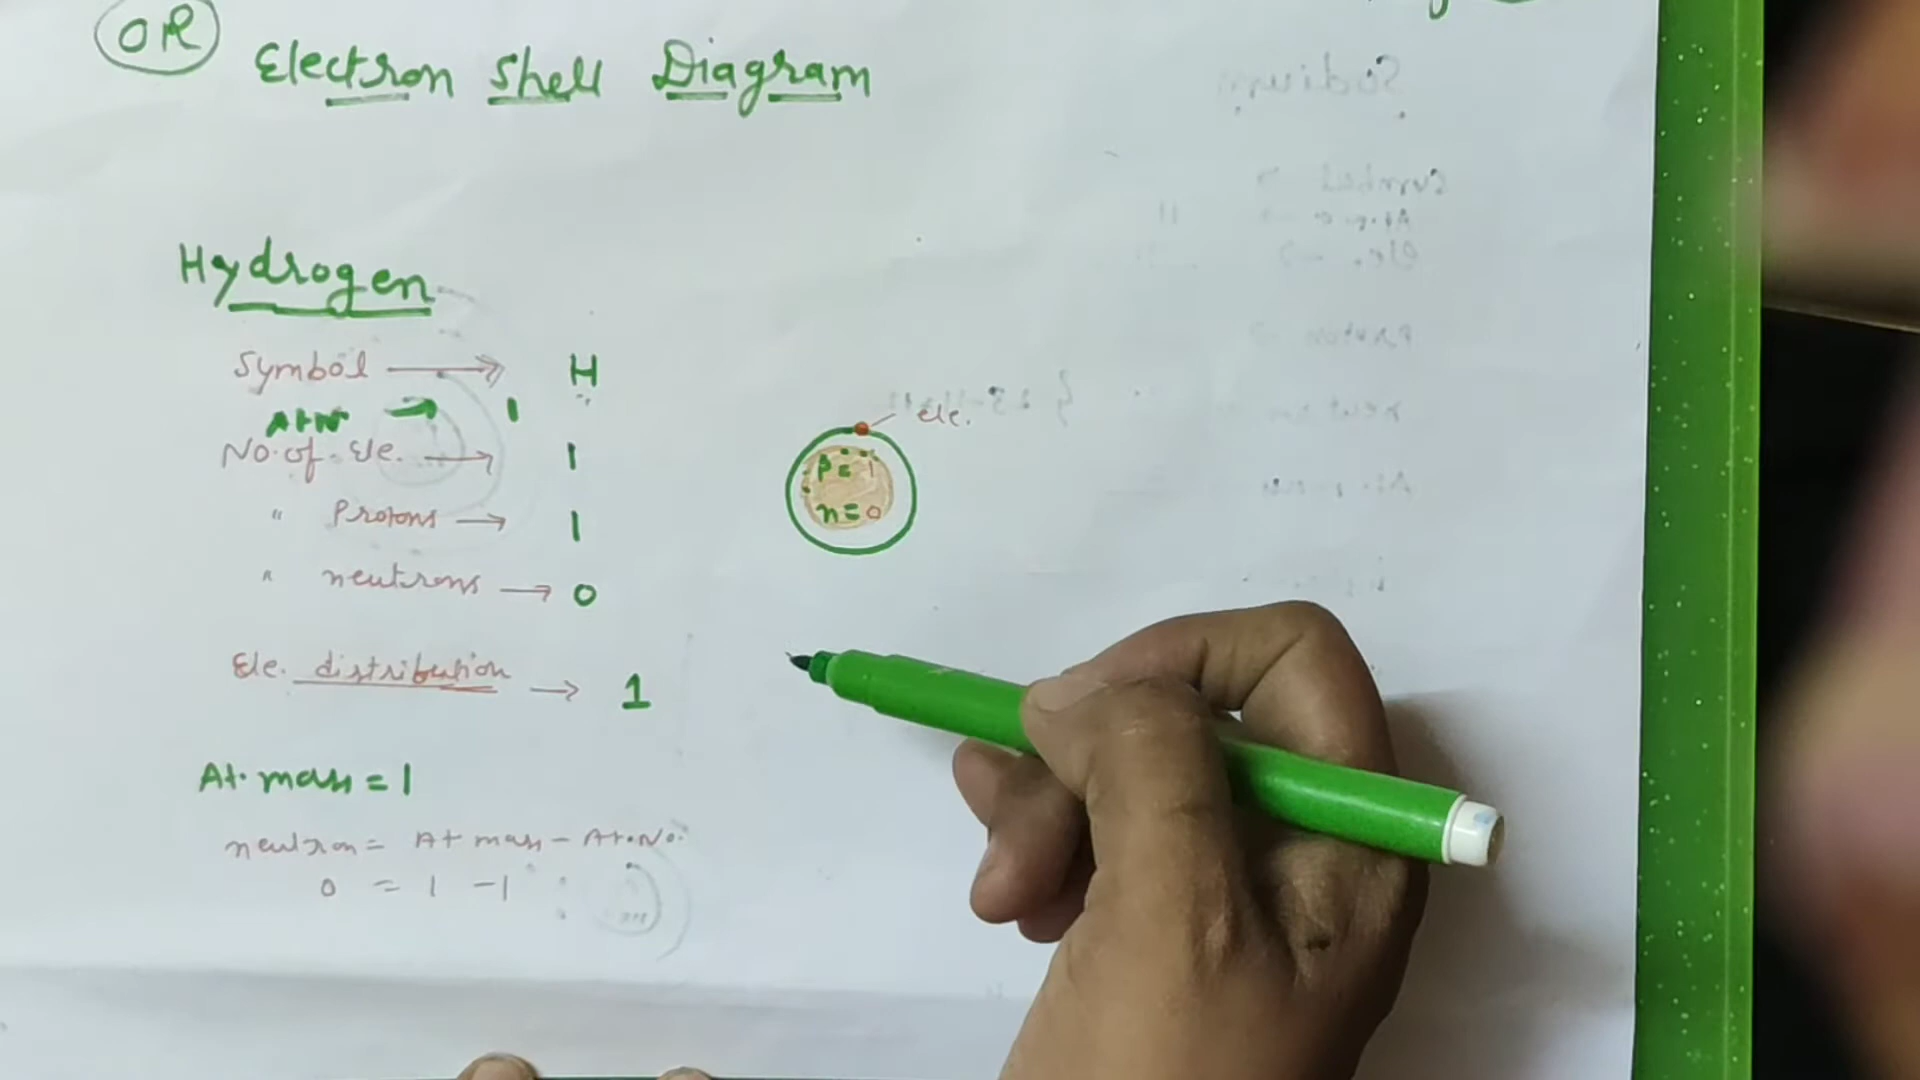 OR
Electron Shell Diagram
Hydrogen
Symbol → H
At N → 1
No. of. Ele. → 1
" Protons → 1
" neutrons → 0
Ele. distribution → 1
At. mass = 1
neutron = At mass - At. No.
0 = 1 - 1
ele.
p = 1
n = 0